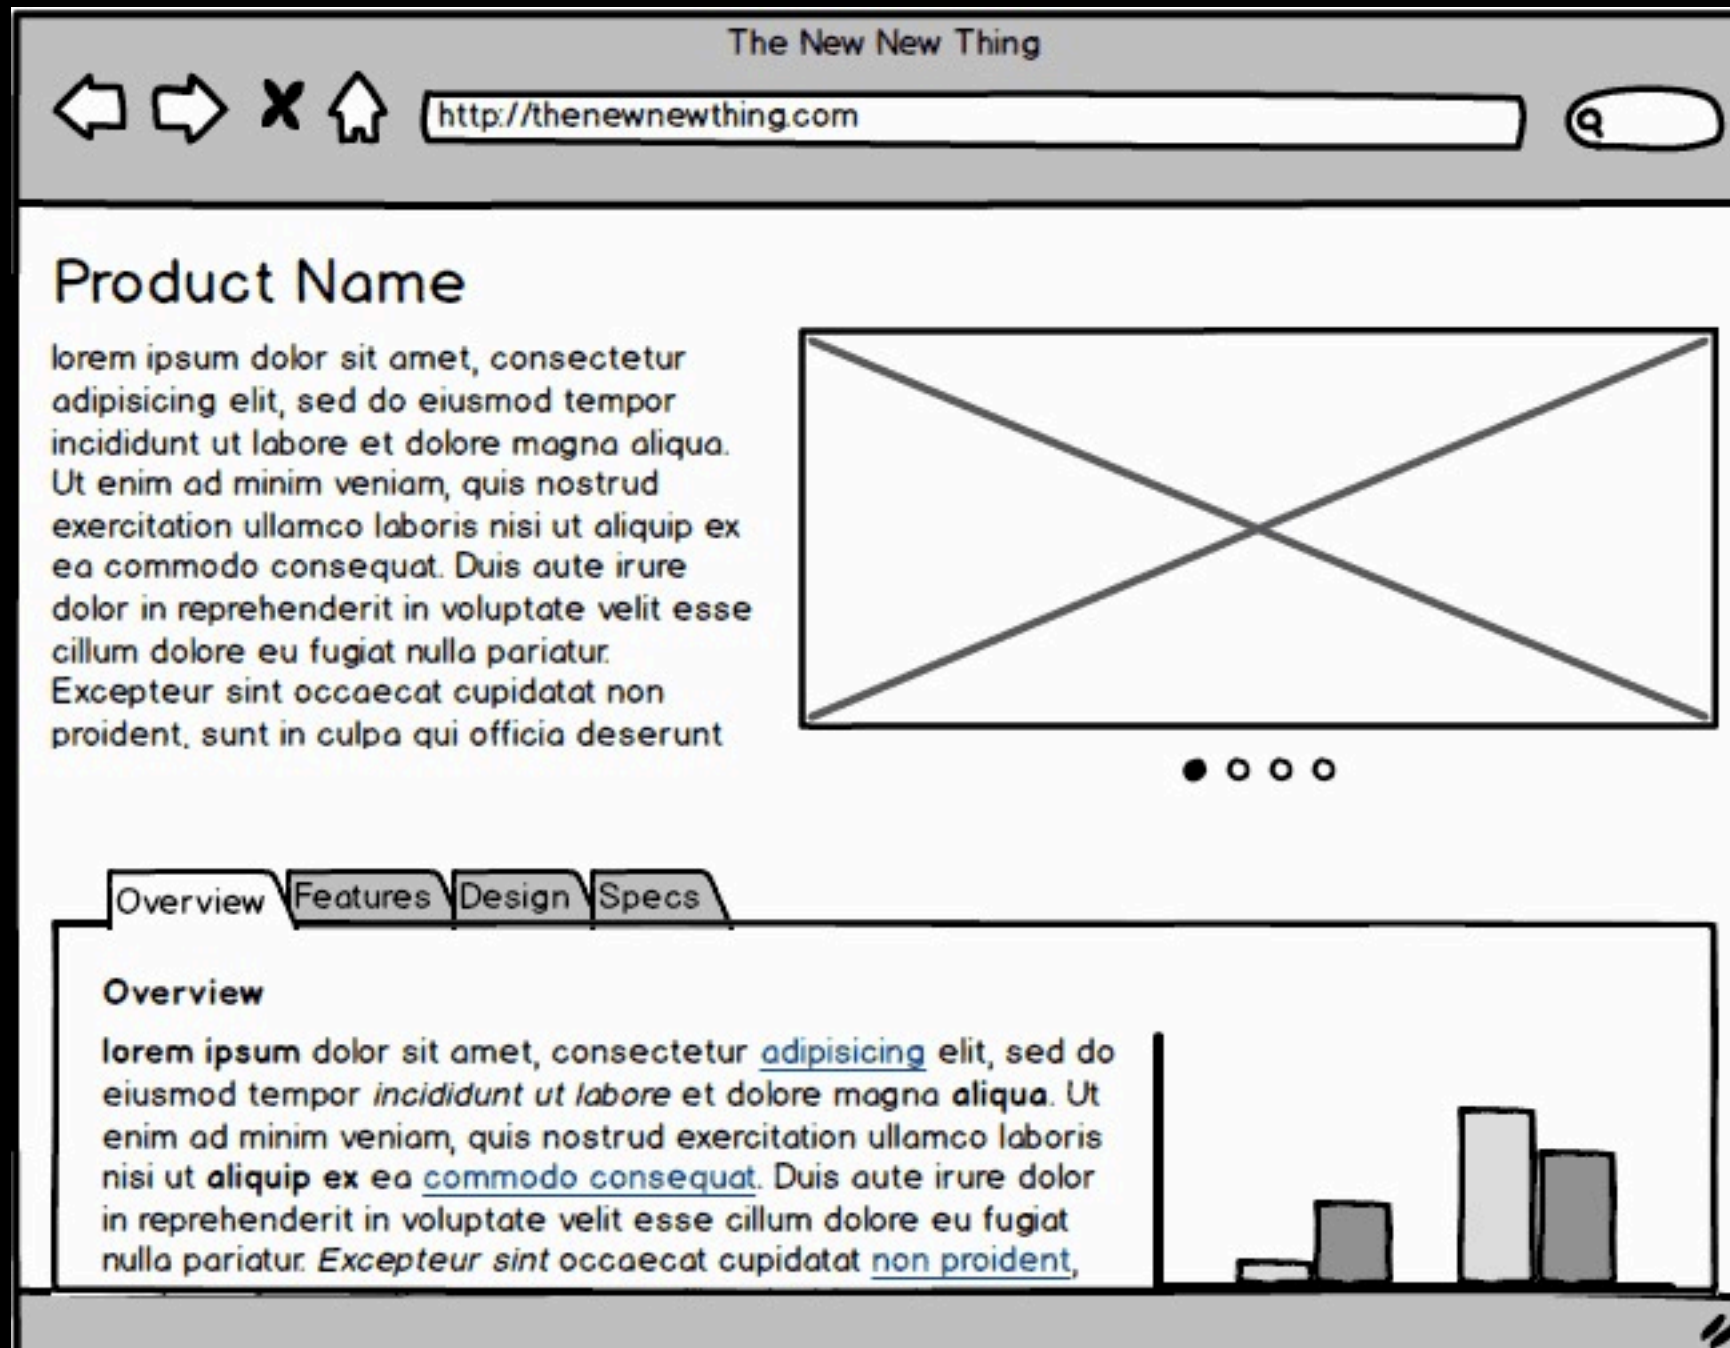 The New New Thing
http://thenewnewthing.com
Product Name
lorem ipsum dolor sit amet, consectetur
adipisicing elit, sed do eiusmod tempor
incididunt ut labore et dolore magna aliqua.
Ut enim ad minim veniam, quis nostrud
exercitation ullamco laboris nisi ut aliquip ex
ea commodo consequat. Duis aute irure
dolor in reprehenderit in voluptate velit esse
cillum dolore eu fugiat nulla pariatur.
Excepteur sint occaecat cupidatat non
proident, sunt in culpa qui officia deserunt
Overview Features Design Specs
Overview
lorem ipsum dolor sit amet, consectetur adipisicing elit, sed do
eiusmod tempor incididunt ut labore et dolore magna aliqua. Ut
enim ad minim veniam, quis nostrud exercitation ullamco laboris
nisi ut aliquip ex ea commodo consequat. Duis aute irure dolor
in reprehenderit in voluptate velit esse cillum dolore eu fugiat
nulla pariatur. Excepteur sint occaecat cupidatat non proident,